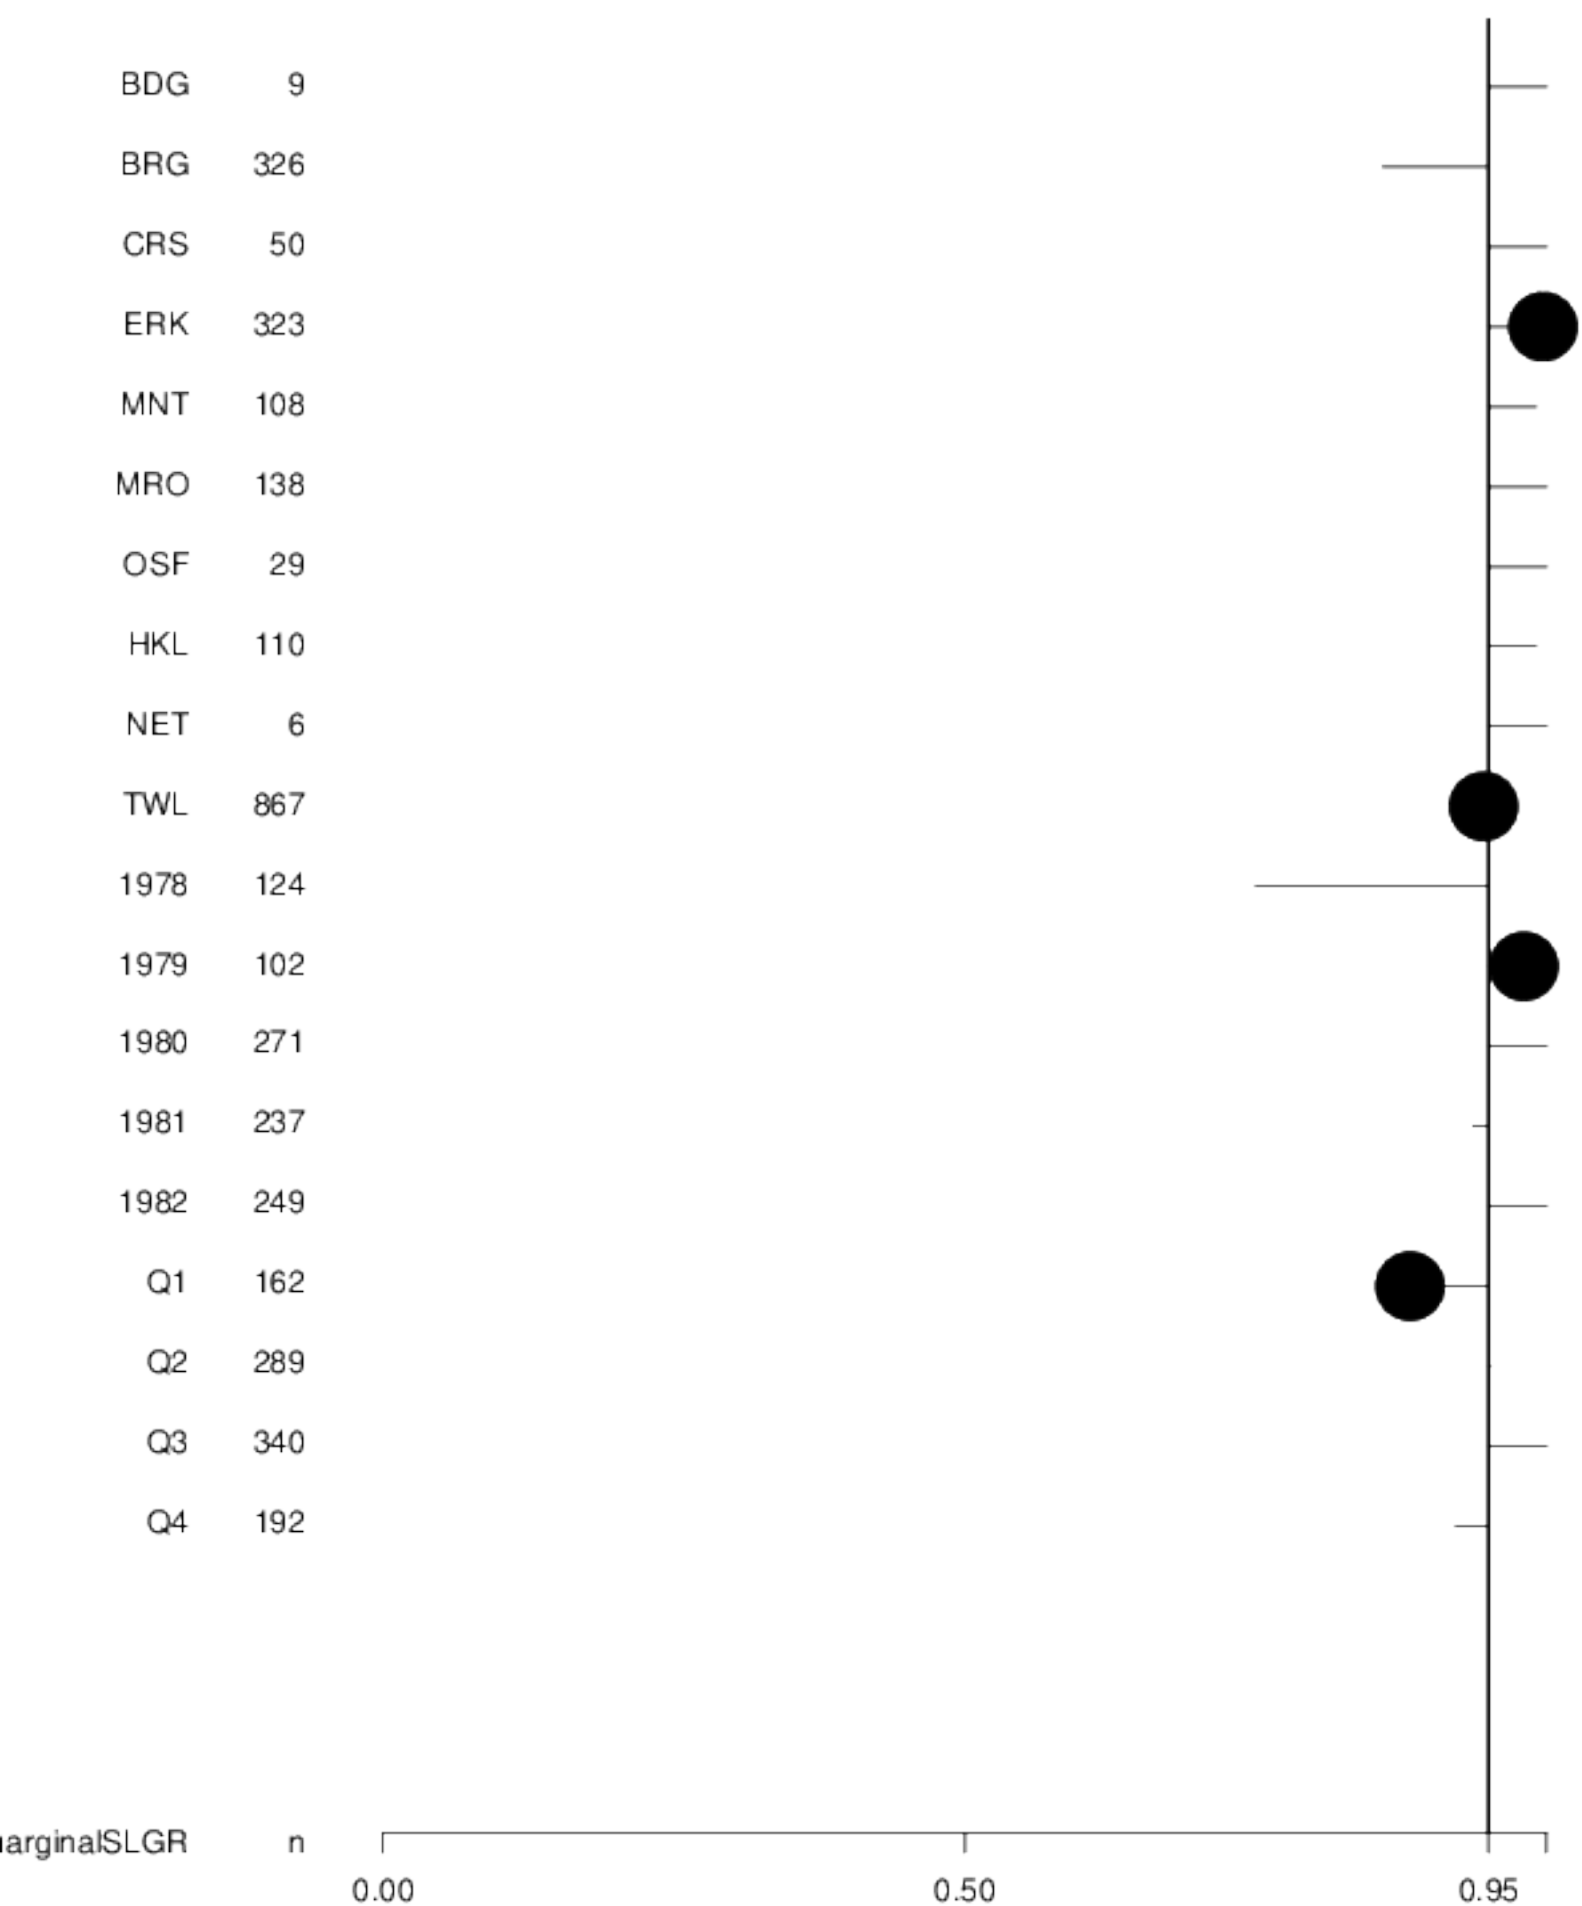 BDG 9
BRG 326
CRS 50
ERK 323
MNT 108
MRO 138
OSF 29
HKL 110
NET 6
TWL 867
1978 124
1979 102
1980 271
1981 237
1982 249
Q1 162
Q2 289
Q3 340
Q4 192
arginalSLGR n
0.00 0.50 0.95